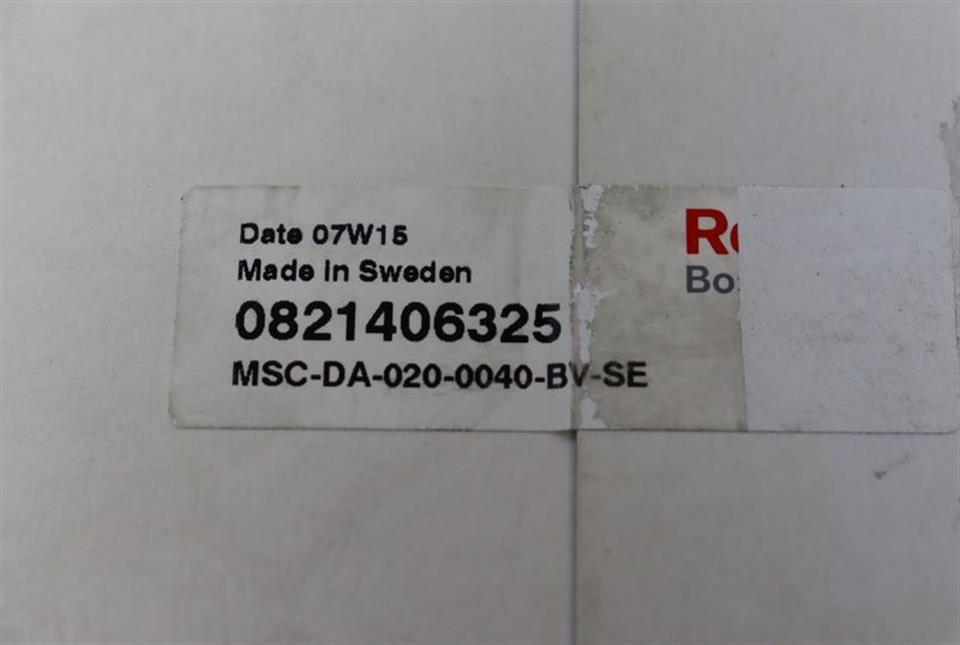 Date 07W15
Made in Sweden
0821406325
MSC-DA-020-0040-BV-SE